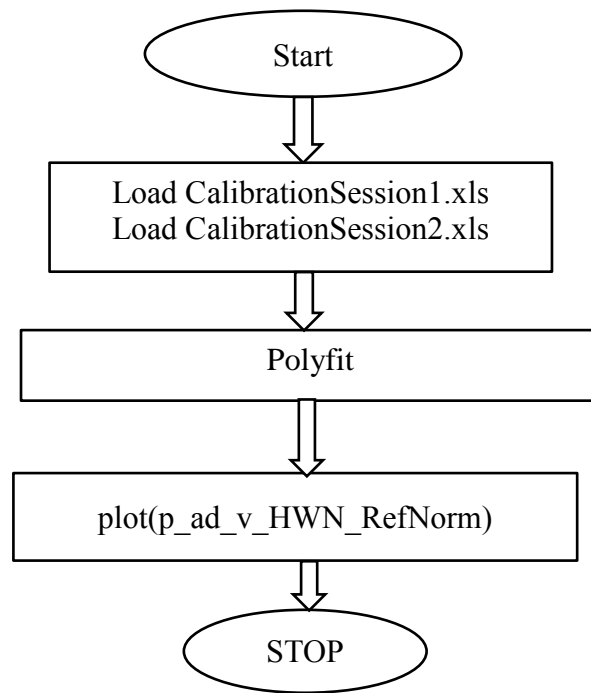 Start
Load CalibrationSession1.xls
Load CalibrationSession2.xls
Polyfit
plot(p_ad_v_HWN_RefNorm)
STOP